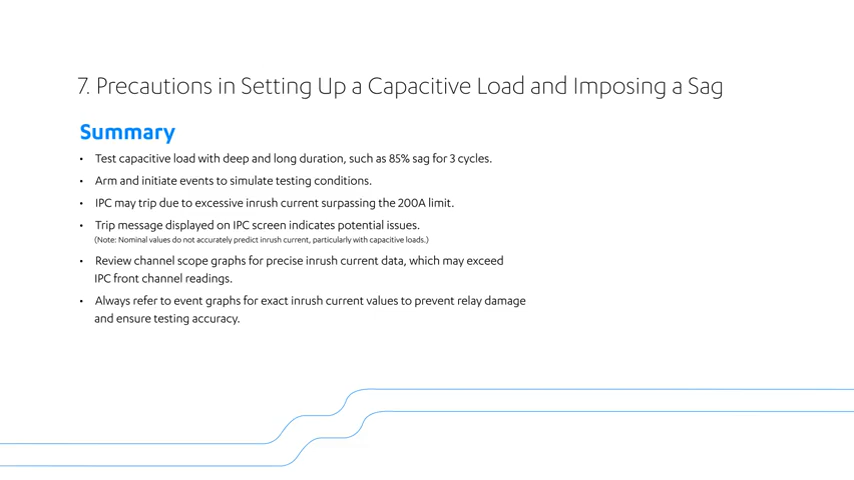 7. Precautions in Setting Up a Capacitive Load and Imposing a Sag
Summary
• Test capacitive load with deep and long duration, such as 85% sag for 3 cycles.
• Arm and initiate events to simulate testing conditions.
• IPC may trip due to excessive inrush current surpassing the 200A limit.
• Trip message displayed on IPC screen indicates potential issues.
(Note: Nominal values do not accurately predict inrush current, particularly with capacitive loads.)
• Review channel scope graphs for precise inrush current data, which may exceed
IPC front channel readings.
• Always refer to event graphs for exact inrush current values to prevent relay damage
and ensure testing accuracy.